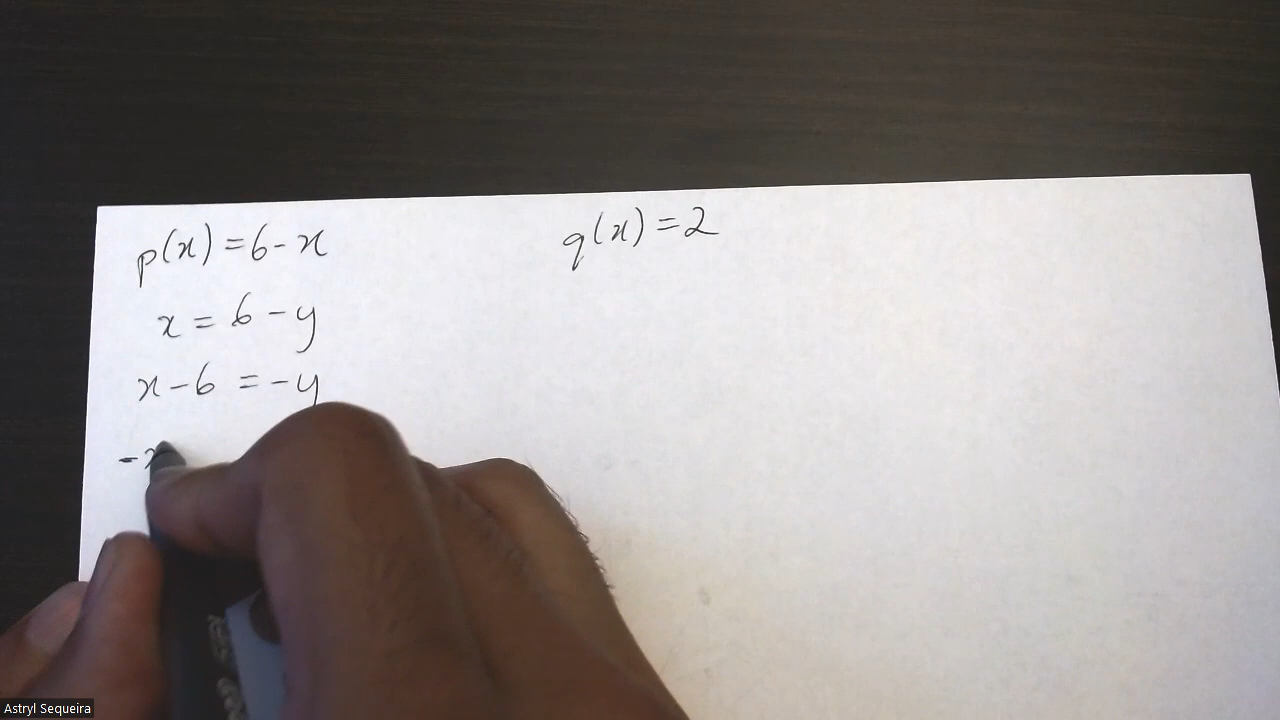 p(x) = 6 - x
x = 6 - y
x - 6 = -y
-x
q(x) = 2
Astryl Sequeira